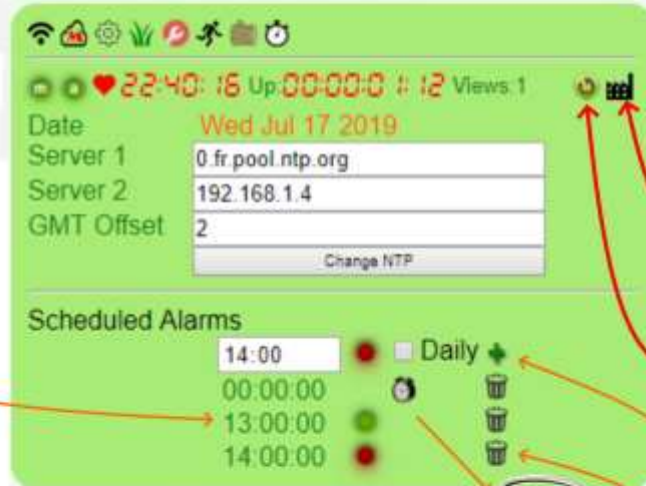 22:40:16 Up:00:00:01:12 Views:1
Date Wed Jul 17 2019
Server 1 0.fr.pool.ntp.org
Server 2 192.168.1.4
GMT Offset 2
Change NTP
Scheduled Alarms
14:00 Daily
00:00:00
13:00:00
14:00:00